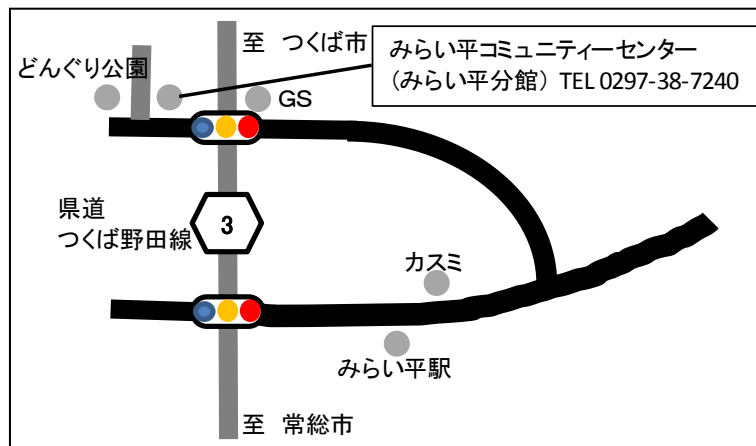 至 つくば市
みらい平コミュニティーセンター
（みらい平分館） TEL 0297-38-7240
どんぐり公園
GS
県道
つくば野田線
3
カスミ
みらい平駅
至 常総市